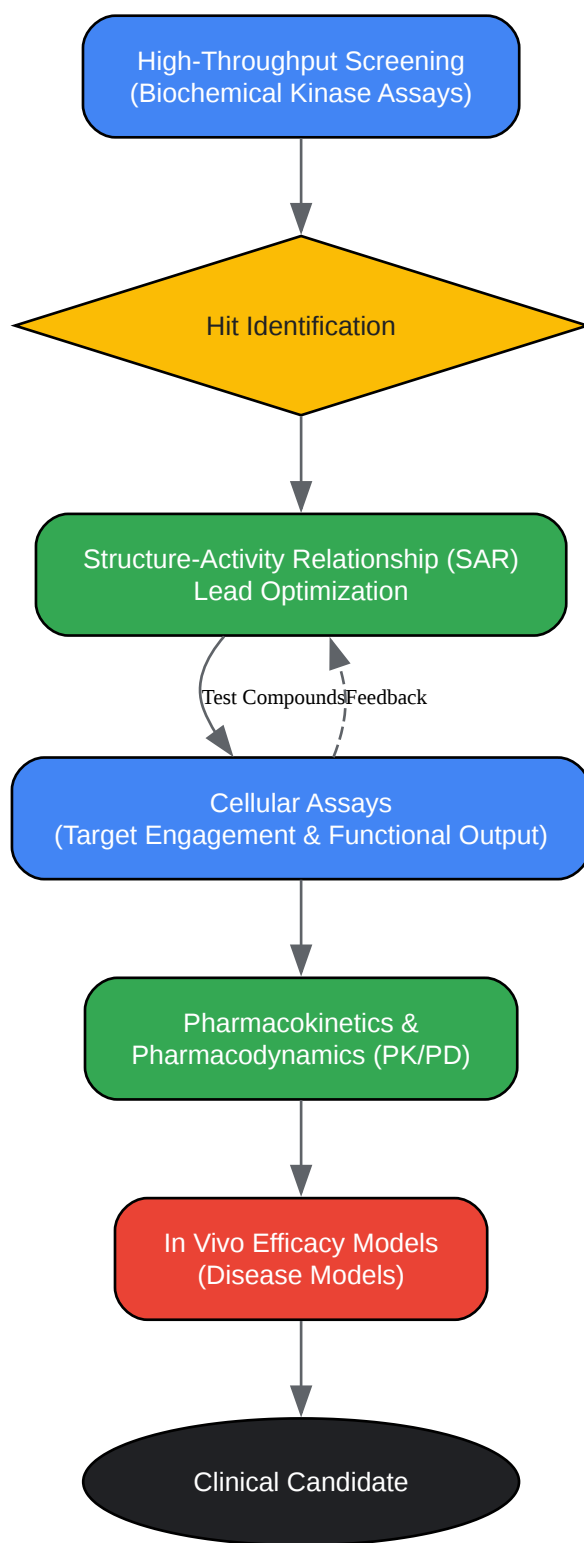 High-Throughput Screening
(Biochemical Kinase Assays)
Hit Identification
Structure-Activity Relationship (SAR)
Lead Optimization
Test Compounds
Feedback
Cellular Assays
(Target Engagement & Functional Output)
Pharmacokinetics &
Pharmacodynamics (PK/PD)
In Vivo Efficacy Models
(Disease Models)
Clinical Candidate